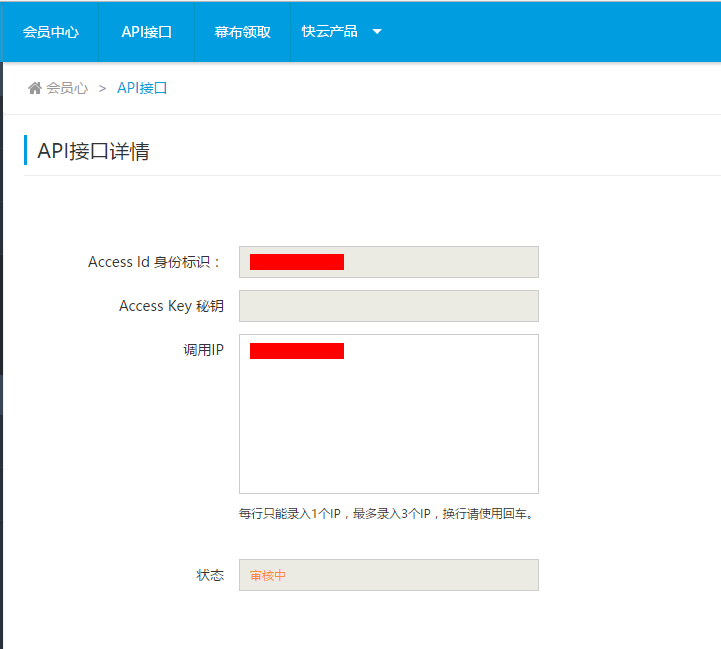 会员中心 API接口 幕布领取 快云产品
会员心 > API接口
API接口详情
Access Id 身份标识：
Access Key 秘钥
调用IP
每行只能录入1个IP，最多录入3个IP，换行请使用回车。
状态 审核中